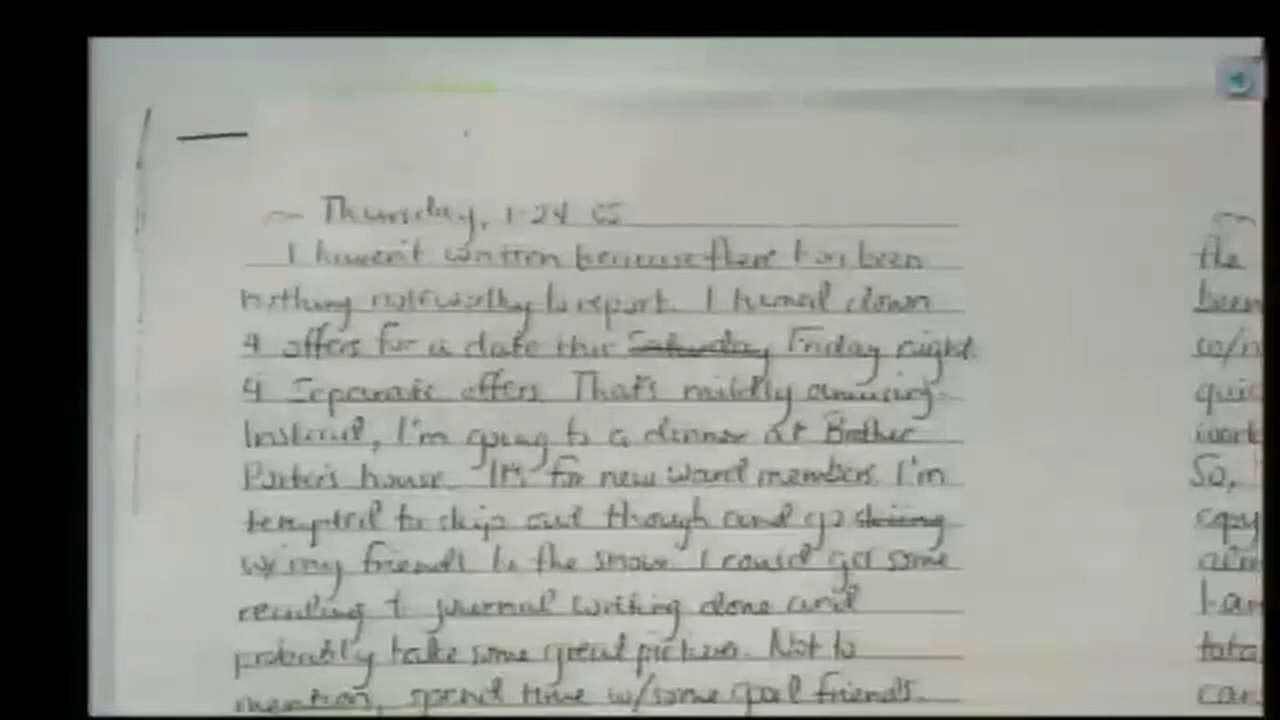 ~ Thursday, 1-24 05
I haven't written because there has been
nothing noteworthy to report. I turned down
4 offers for a date this Saturday Friday night.
4 Separate offers. That's mildly amusing.
Instead, I'm going to a dinner at Brother
Porter's house. It's for new ward members. I'm
tempted to skip out though and go skiing
w/ my friends to the snow. I could get some
reading + journal writing done and
probably take some great pictures. Not to
mention, spend time w/some goal friends.
the
been
w/n
quic
work
So,
copy
I-an
tota
can